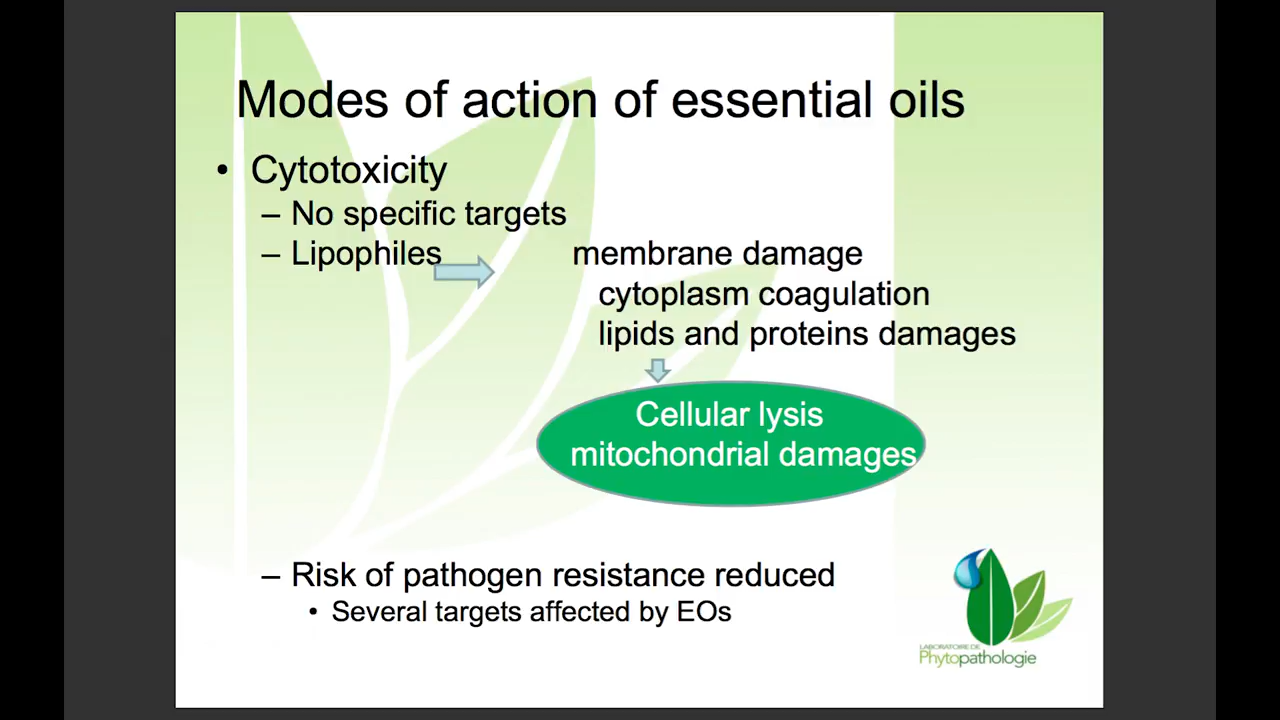 Modes of action of essential oils
• Cytotoxicity
– No specific targets
– Lipophiles membrane damage
cytoplasm coagulation
lipids and proteins damages
Cellular lysis
mitochondrial damages
– Risk of pathogen resistance reduced
• Several targets affected by EOs
LABORATOIRE DE
Phytopathologie